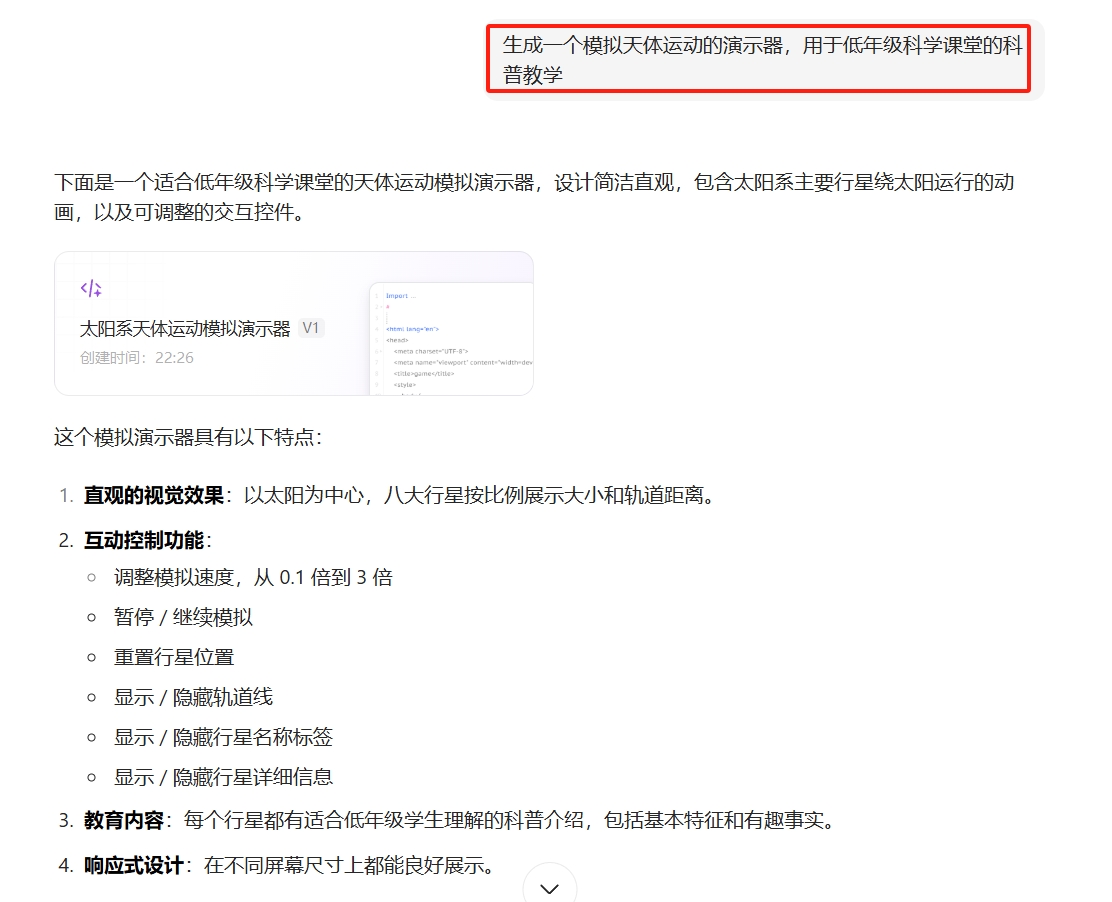 生成一个模拟天体运动的演示器，用于低年级科学课堂的科
普教学
下面是一个适合低年级科学课堂的天体运动模拟演示器，设计简洁直观，包含太阳系主要行星绕太阳运行的动
画，以及可调整的交互控件。
太阳系天体运动模拟演示器 V1
创建时间：22:26
Import ...
<html lang="en">
<head>
<meta charset="UTF-8">
<meta name="viewport" content="width=dev
<title>game</title>
<style>
这个模拟演示器具有以下特点：
1. 直观的视觉效果：以太阳为中心，八大行星按比例展示大小和轨道距离。
2. 互动控制功能：
○ 调整模拟速度，从 0.1 倍到 3 倍
○ 暂停 / 继续模拟
○ 重置行星位置
○ 显示 / 隐藏轨道线
○ 显示 / 隐藏行星名称标签
○ 显示 / 隐藏行星详细信息
3. 教育内容：每个行星都有适合低年级学生理解的科普介绍，包括基本特征和有趣事实。
4. 响应式设计：在不同屏幕尺寸上都能良好展示。